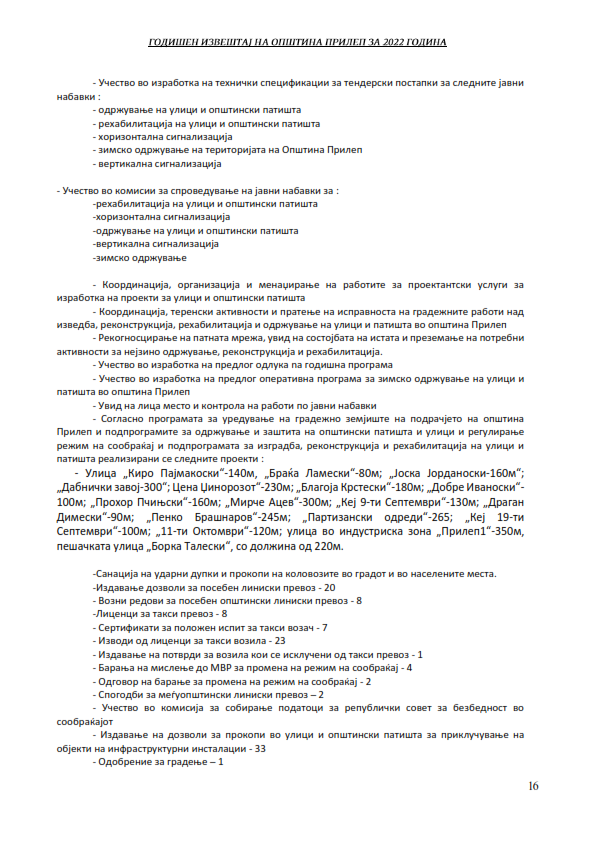 ГОДИШЕН ИЗВЕШТАЈ НА ОПШТИНА ПРИЛЕП ЗА 2022 ГОДИНА
- Учество во изработка на технички спецификации за тендерски постапки за следните јавни
набавки :
- одржување на улици и општински патишта
- рехабилитација на улици и општински патишта
- хоризонтална сигнализација
- зимско одржување на територијата на Општина Прилеп
- вертикална сигнализација
- Учество во комисии за спроведување на јавни набавки за :
-рехабилитација на улици и општински патишта
-хоризонтална сигнализација
-одржување на улици и општински патишта
-вертикална сигнализација
-зимско одржување
- Координација, организација и менаџирање на работите за проектантски услуги за
изработка на проекти за улици и општински патишта
- Координација, теренски активности и пратење на исправноста на градежните работи над
изведба, реконструкција, рехабилитација и одржување на улици и патишта во општина Прилеп
- Рекогносцирање на патната мрежа, увид на состојбата на истата и преземање на потребни
активности за нејзино одржување, реконструкција и рехабилитација.
- Учество во изработка на предлог одлука па годишна програма
- Учество во изработка на предлог оперативна програма за зимско одржување на улици и
патишта во општина Прилеп
- Увид на лица место и контрола на работи по јавни набавки
- Согласно програмата за уредување на градежно земјиште на подрачјето на општина
Прилеп и подпрограмите за одржување и заштита на општински патишта и улици и регулирање
режим на сообраќај и подпрограмата за изградба, реконструкција и рехабилитација на улици и
патишта реализирани се следните проекти :
- Улица „Киро Пајмакоски“-140м, „Браќа Ламески“-80м; „Јоска Јорданоски-160м“;
„Дабнички завој-300“; Цена Џинорозот“-230м; „Благоја Крстески“-180м; „Добре Иваноски“-
100м; „Прохор Пчињски“-160м; „Мирче Ацев“-300м; „Кеј 9-ти Септември“-130м; „Драган
Димески“-90м; „Пенко Брашнаров“-245м; „Партизански одреди“-265; „Кеј 19-ти
Септември“-100м; „11-ти Октомври“-120м; улица во индустриска зона „Прилеп1“-350м,
пешачката улица „Борка Талески“, со должина од 220м.
-Санација на ударни дупки и прокопи на коловозите во градот и во населените места.
-Издавање дозволи за посебен линиски превоз - 20
- Возни редови за посебен општински линиски превоз - 8
-Лиценци за такси превоз - 8
- Сертификати за положен испит за такси возач - 7
- Изводи од лиценци за такси возила - 23
- Издавање на потврди за возила кои се исклучени од такси превоз - 1
- Барања на мислење до МВР за промена на режим на сообраќај - 4
- Одговор на барање за промена на режим на сообраќај - 2
- Спогодби за меѓуопштински линиски превоз – 2
- Учество во комисија за собирање податоци за републички совет за безбедност во
сообраќајот
- Издавање на дозволи за прокопи во улици и општински патишта за приклучување на
објекти на инфраструктурни инсталации - 33
- Одобрение за градење – 1
16